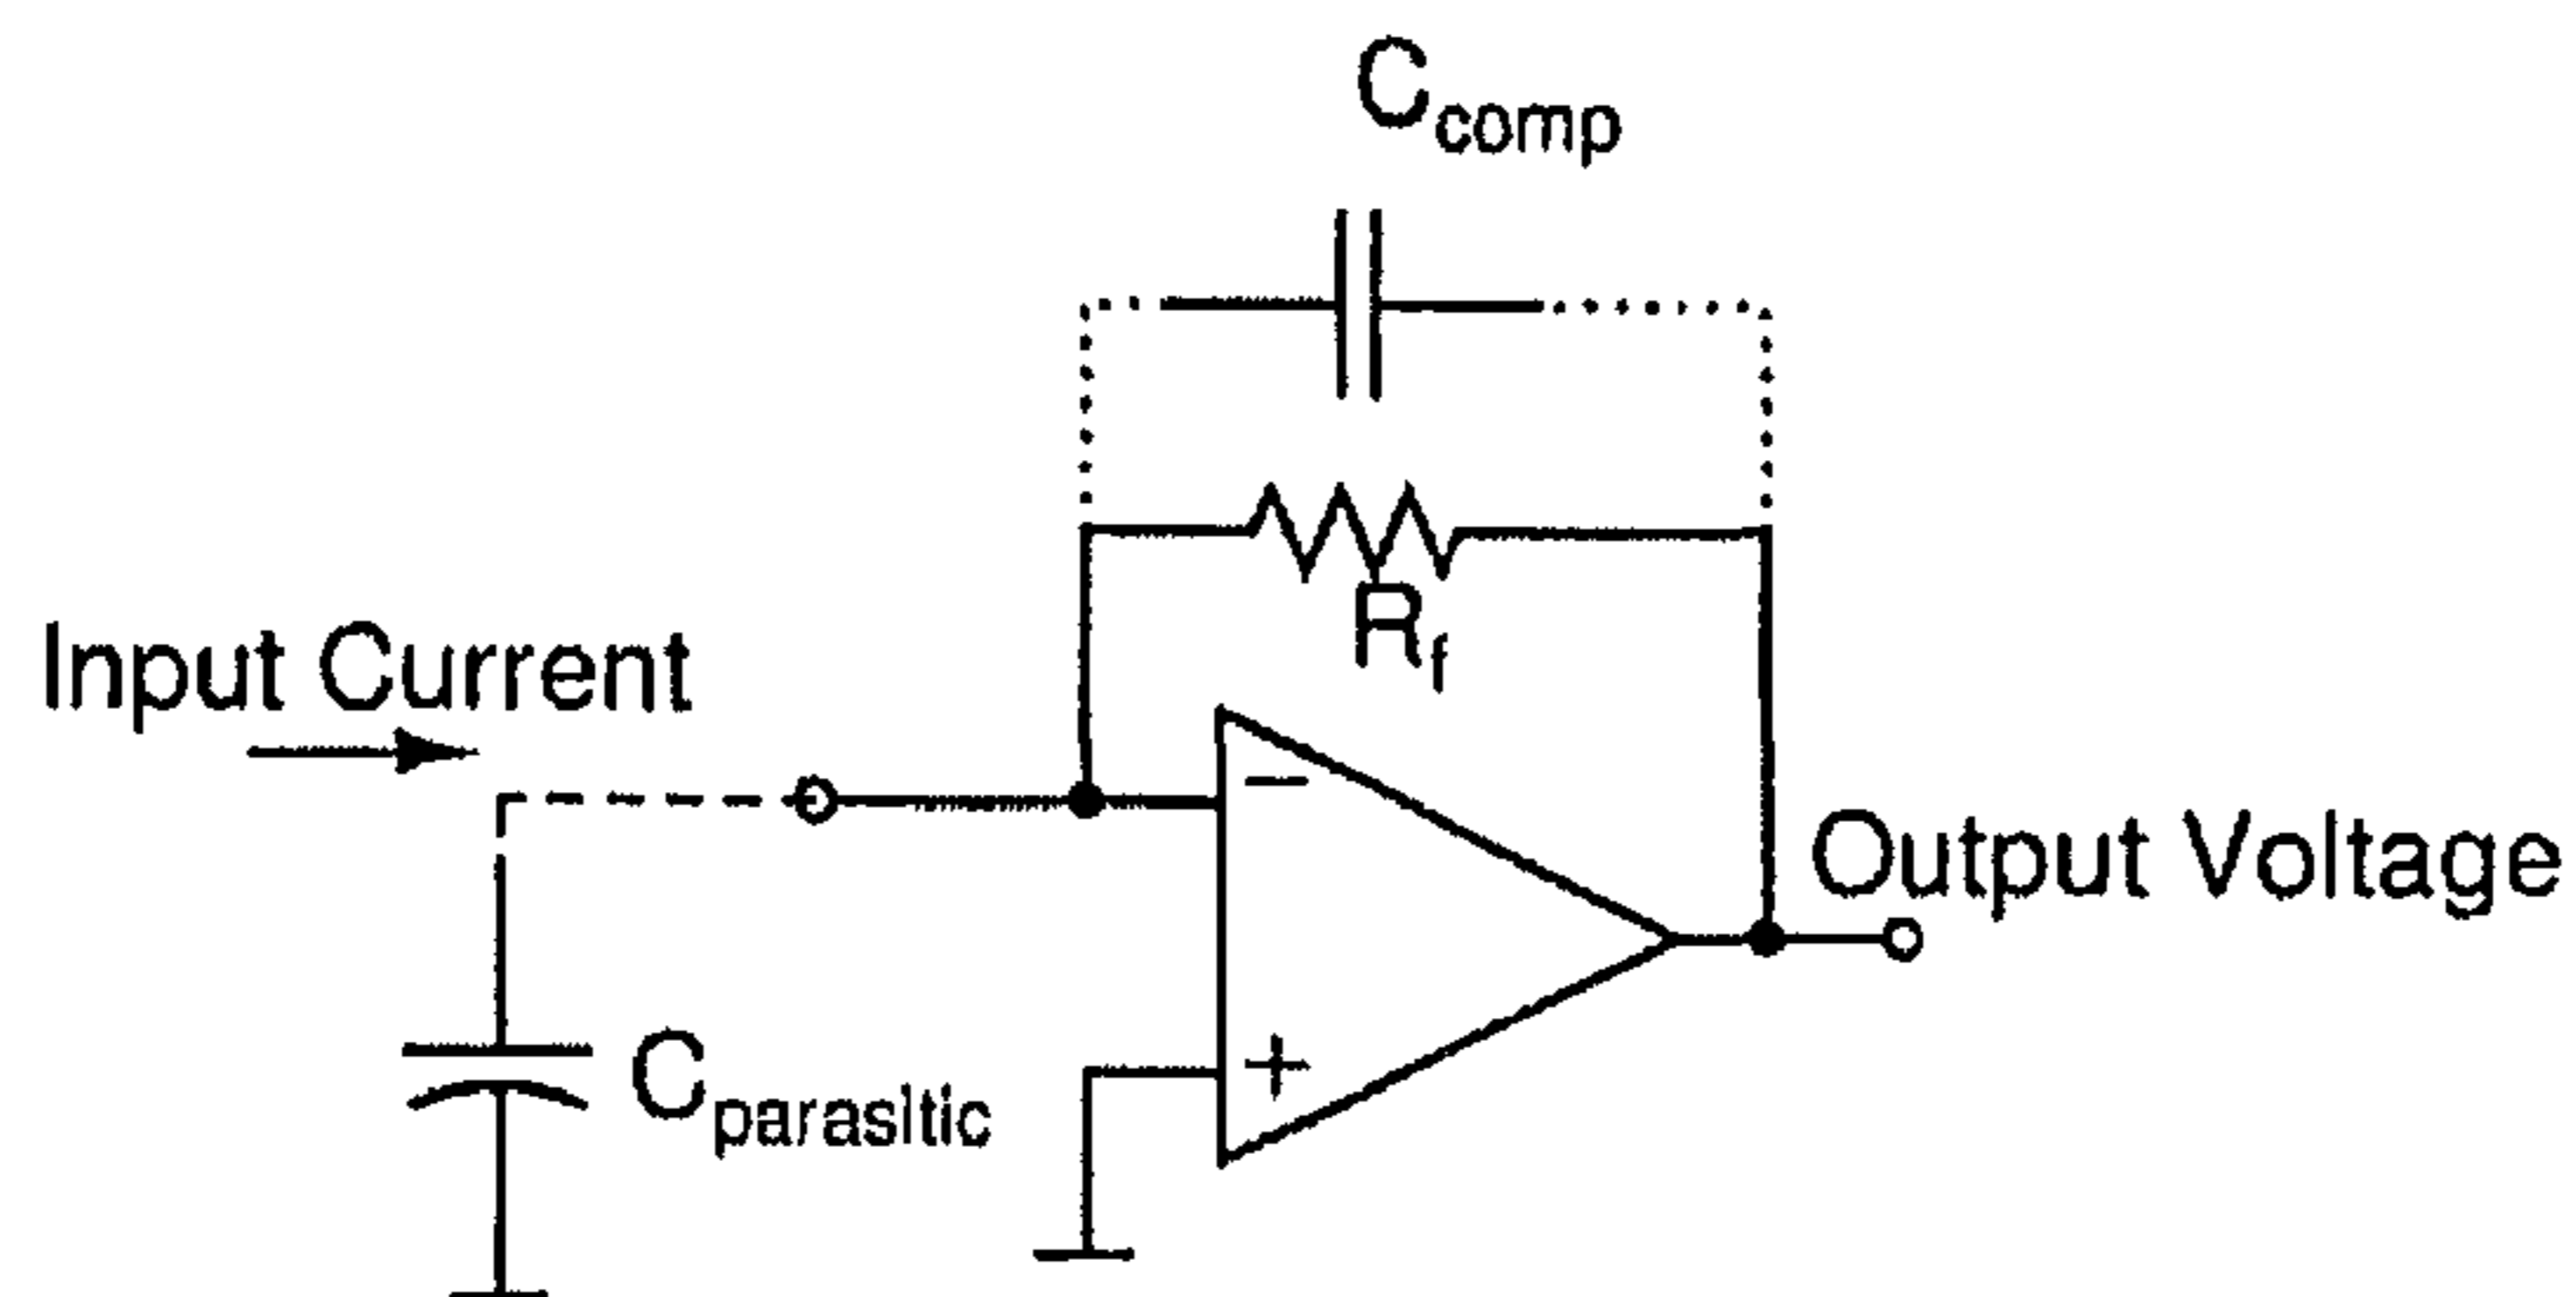 Ccomp
Rf
Input Current
−
Output Voltage
+
Cparasitic